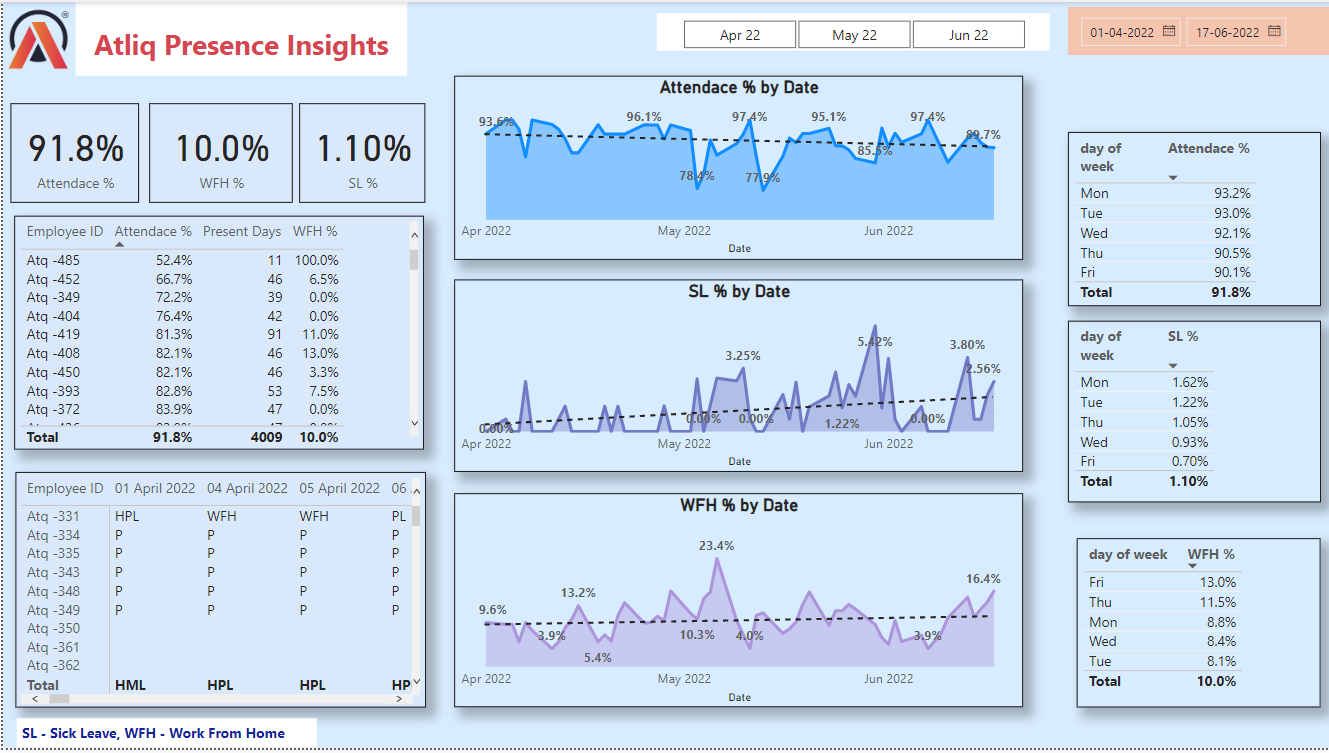 Atliq Presence Insights
Apr 22
May 22
Jun 22
01-04-2022
17-06-2022
91.8%
Attendace %
10.0%
WFH %
1.10%
SL %
Employee ID Attendace % Present Days WFH %
Atq -485 52.4% 11 100.0%
Atq -452 66.7% 46 6.5%
Atq -349 72.2% 39 0.0%
Atq -404 76.4% 42 0.0%
Atq -419 81.3% 91 11.0%
Atq -408 82.1% 46 13.0%
Atq -450 82.1% 46 3.3%
Atq -393 82.8% 53 7.5%
Atq -372 83.9% 47 0.0%
Total 91.8% 4009 10.0%
Employee ID 01 April 2022 04 April 2022 05 April 2022 06
Atq -331 HPL WFH WFH PL
Atq -334 P P P P
Atq -335 P P P P
Atq -343 P P P P
Atq -348 P P P P
Atq -349 P P P P
Atq -350
Atq -361
Atq -362
Total HML HPL HPL HP
SL - Sick Leave, WFH - Work From Home
Attendace % by Date
93.6% 96.1% 97.4% 95.1% 97.4% 89.7%
78.4% 77.9% 85.5%
Apr 2022 May 2022 Jun 2022
Date
SL % by Date
3.25% 5.42% 3.80% 2.56%
0.00% 0.00% 0.00% 1.22% 0.00%
Apr 2022 May 2022 Jun 2022
Date
WFH % by Date
9.6% 13.2% 23.4% 16.4%
3.9% 5.4% 10.3% 4.0% 3.9%
Apr 2022 May 2022 Jun 2022
Date
day of week Attendace %
Mon 93.2%
Tue 93.0%
Wed 92.1%
Thu 90.5%
Fri 90.1%
Total 91.8%
day of week SL %
Mon 1.62%
Tue 1.22%
Thu 1.05%
Wed 0.93%
Fri 0.70%
Total 1.10%
day of week WFH %
Fri 13.0%
Thu 11.5%
Mon 8.8%
Wed 8.4%
Tue 8.1%
Total 10.0%